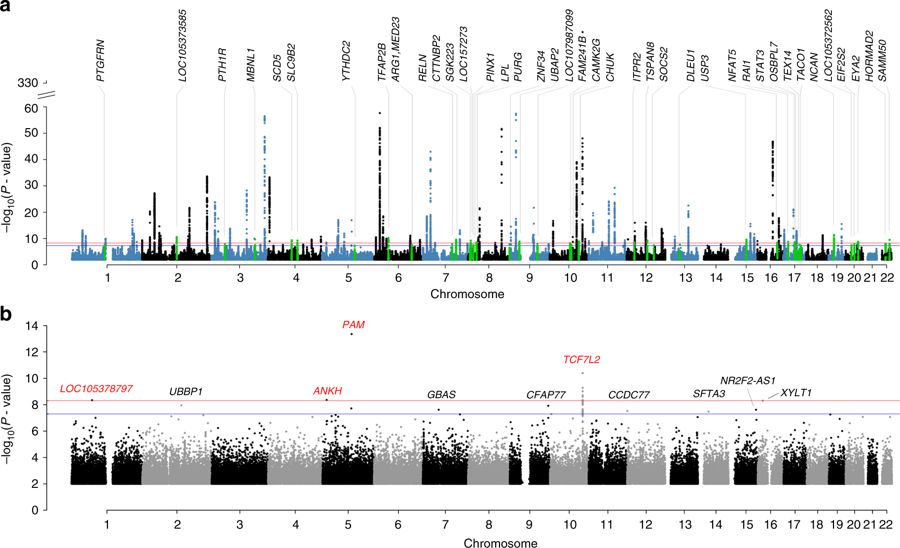 a
PTGFRN
LOC105373585
PTH1R
MBNL1
SCD5
SLC9B2
YTHDC2
TFAP2B
ARG1,MED23
RELN
CTTNBP2
SGK223
LOC157273
PINX1
LPL
PURG
ZNF34
UBAP2
LOC107987099
FAM241B
CAMK2G
CHUK
ITPR2
TSPAN8
SOCS2
DLEU1
USP3
NFAT5
RAI1
STAT3
OSBPL7
TEX14
TACO1
NCAN
LOC105372562
EIF2S2
EYA2
HORMAD2
SAMM50
330
60
50
40
30
20
10
0
–log10(P - value)
1 2 3 4 5 6 7 8 9 10 11 12 13 14 15 16 17 18 19 20 21 22
Chromosome
b
14
12
10
8
6
4
2
0
–log10(P - value)
PAM
TCF7L2
LOC105378797
UBBP1
ANKH
GBAS
CFAP77
CCDC77
SFTA3
NR2F2-AS1
XYLT1
1 2 3 4 5 6 7 8 9 10 11 12 13 14 15 16 17 18 19 20 21 22
Chromosome